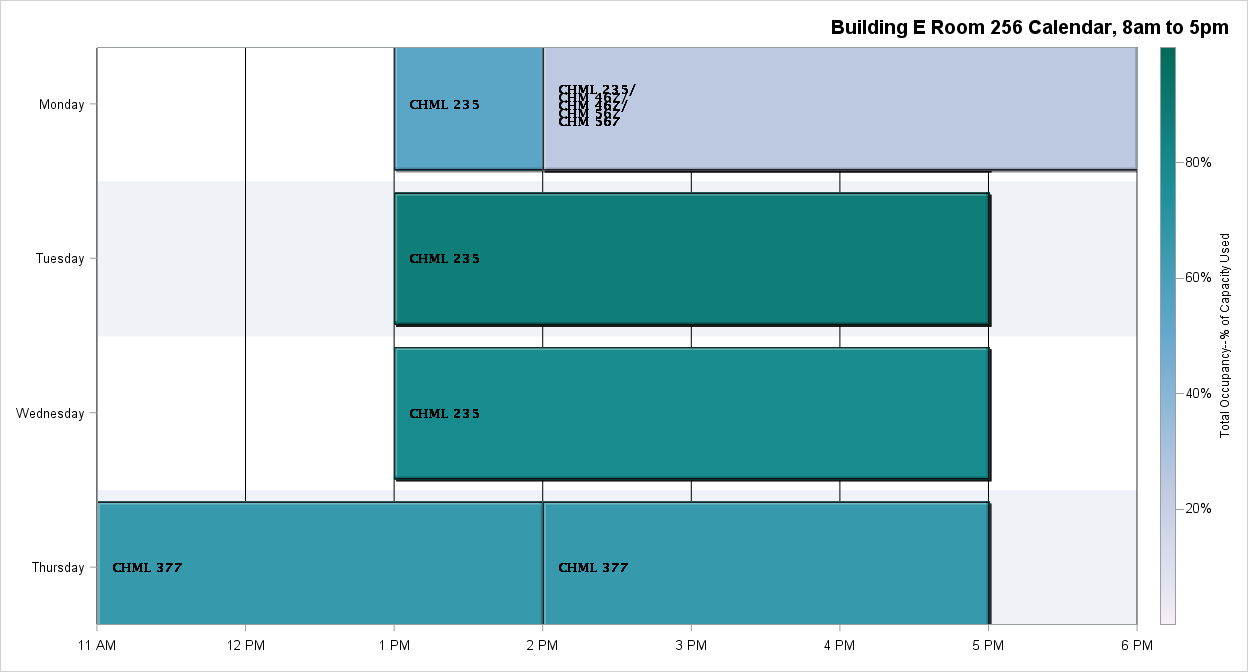 Building E Room 256 Calendar, 8am to 5pm
Monday
CHML 235
CHML 235/
CHM
CHM
CHM
CHM 567
Tuesday
CHML 235
Wednesday
CHML 235
Thursday
CHML 377
CHML 377
11 AM
12 PM
1 PM
2 PM
3 PM
4 PM
5 PM
6 PM
80%
60%
40%
20%
Total Occupancy--% of Capacity Used